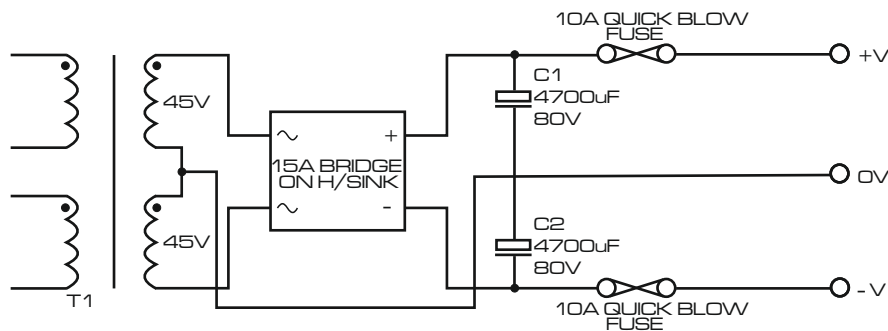 10A QUICK BLOW
FUSE
+V
C1
4700uF
80V
45V
+
15A BRIDGE
ON H/SINK
-
0V
45V
C2
4700uF
80V
T1
-V
10A QUICK BLOW
FUSE